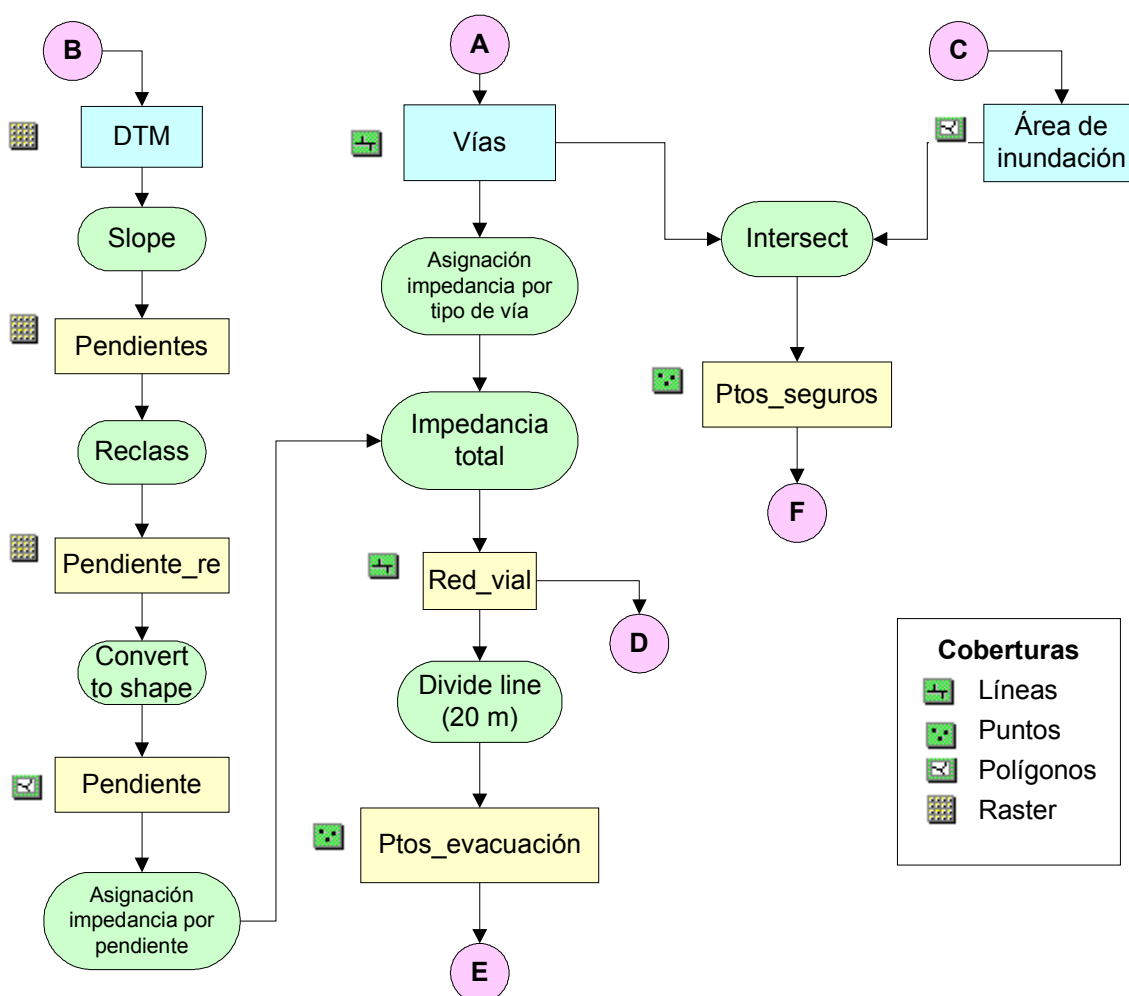 B
A
C
DTM
Vías
Área de
inundación
Slope
Asignación
impedancia por
tipo de vía
Intersect
Pendientes
Ptos_seguros
Reclass
Impedancia
total
F
Pendiente_re
Red_vial
D
Convert
to shape
Divide line
(20 m)
Pendiente
Ptos_evacuación
Asignación
impedancia por
pendiente
E
Coberturas
Líneas
Puntos
Polígonos
Raster